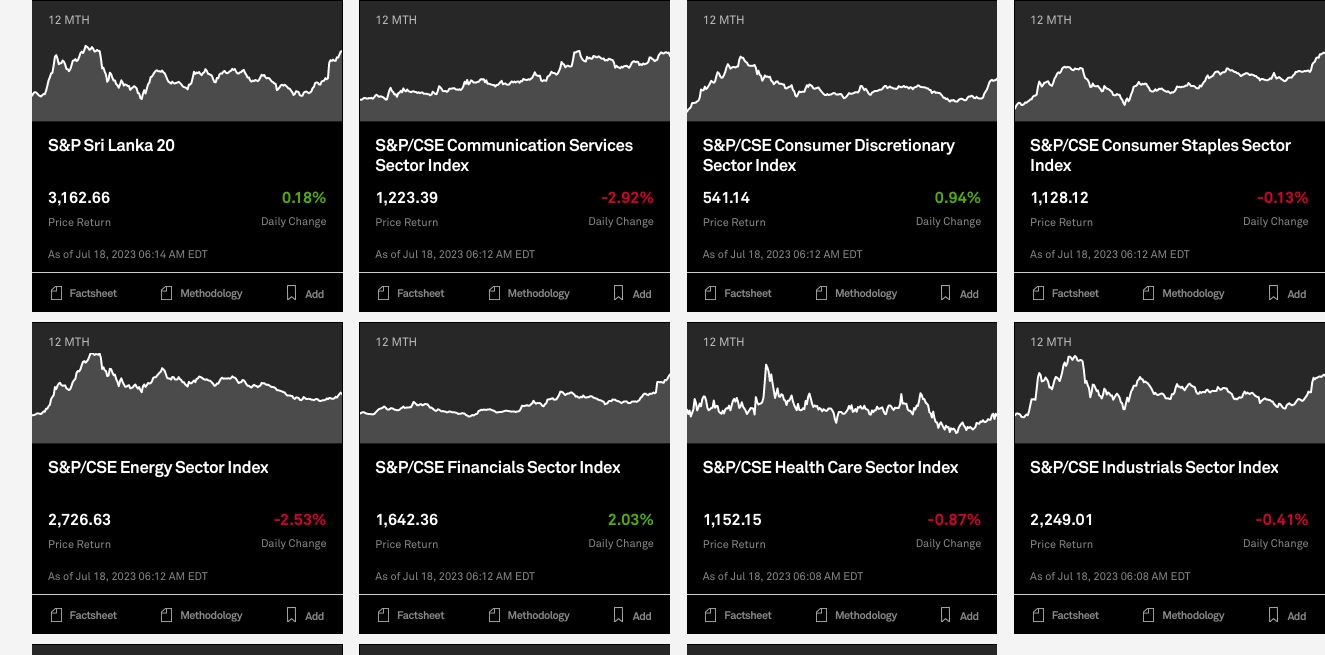 12 MTH
12 MTH
12 MTH
12 MTH
S&P Sri Lanka 20
S&P/CSE Communication Services
Sector Index
S&P/CSE Consumer Discretionary
Sector Index
S&P/CSE Consumer Staples Sector
Index
3,162.66 0.18%
Price Return Daily Change
As of Jul 18, 2023 06:14 AM EDT
Factsheet Methodology Add
1,223.39 -2.92%
Price Return Daily Change
As of Jul 18, 2023 06:12 AM EDT
Factsheet Methodology Add
541.14 0.94%
Price Return Daily Change
As of Jul 18, 2023 06:12 AM EDT
Factsheet Methodology Add
1,128.12 -0.13%
Price Return Daily Change
As of Jul 18, 2023 06:12 AM EDT
Factsheet Methodology Add
12 MTH
S&P/CSE Energy Sector Index
2,726.63 -2.53%
Price Return Daily Change
As of Jul 18, 2023 06:12 AM EDT
Factsheet Methodology Add
12 MTH
S&P/CSE Financials Sector Index
1,642.36 2.03%
Price Return Daily Change
As of Jul 18, 2023 06:12 AM EDT
Factsheet Methodology Add
12 MTH
S&P/CSE Health Care Sector Index
1,152.15 -0.87%
Price Return Daily Change
As of Jul 18, 2023 06:08 AM EDT
Factsheet Methodology Add
12 MTH
S&P/CSE Industrials Sector Index
2,249.01 -0.41%
Price Return Daily Change
As of Jul 18, 2023 06:08 AM EDT
Factsheet Methodology Add